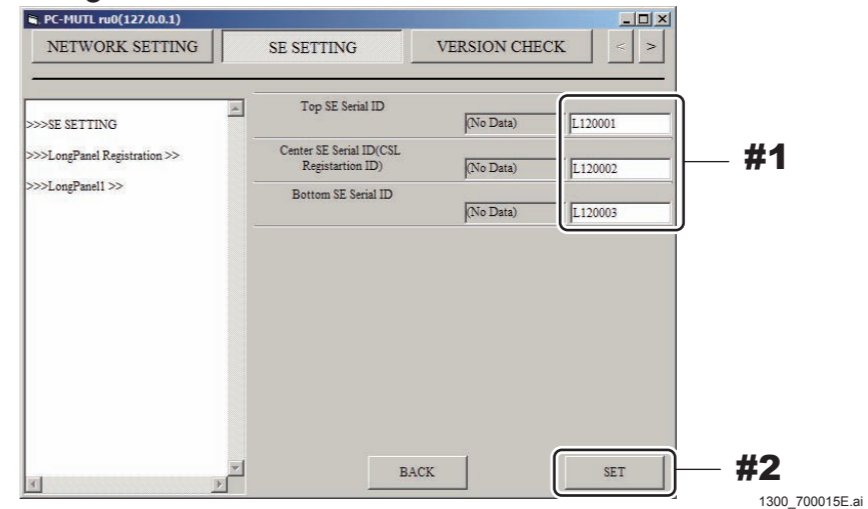 PC-MUTL ru0(127.0.0.1)
NETWORK SETTING SE SETTING VERSION CHECK < >
>>>SE SETTING
>>>LongPanel Registration >>
>>>LongPanel1 >>
Top SE Serial ID
(No Data) L120001
Center SE Serial ID(CSL
Registartion ID)
(No Data) L120002
Bottom SE Serial ID
(No Data) L120003
#1
BACK SET
#2
1300_700015E.ai